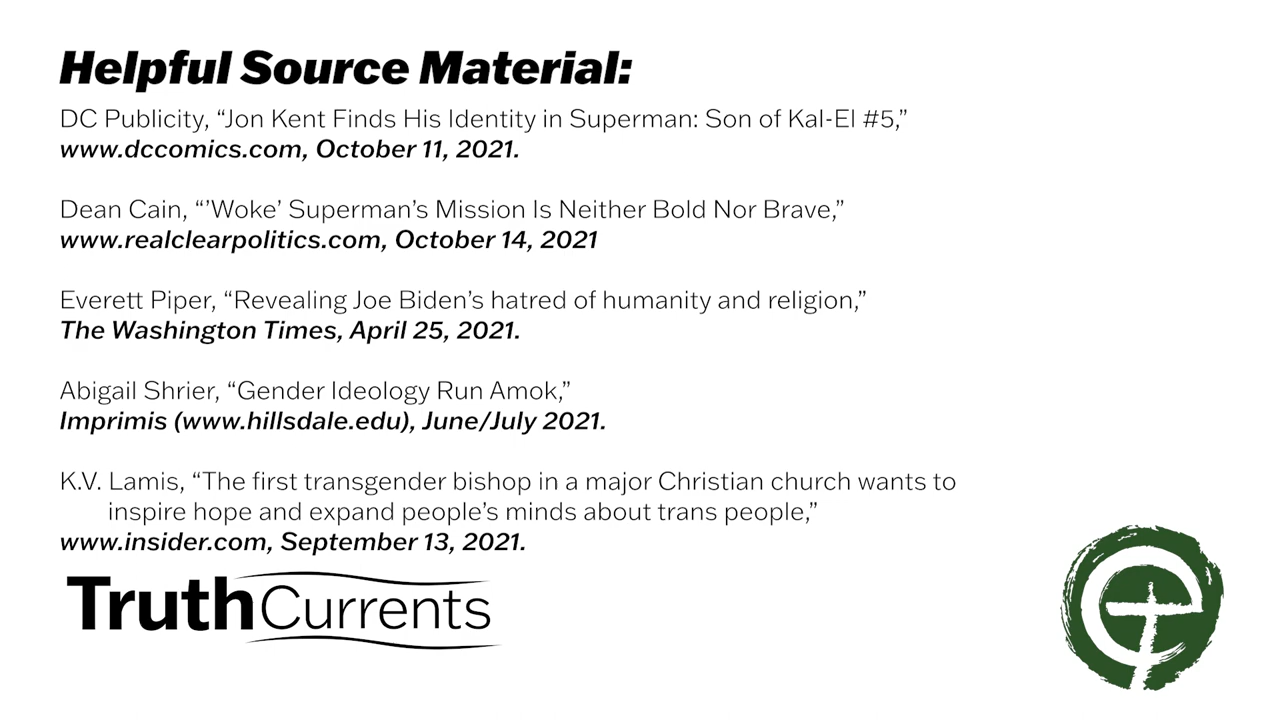 Helpful Source Material:
DC Publicity, “Jon Kent Finds His Identity in Superman: Son of Kal-El #5,”
www.dccomics.com, October 11, 2021.
Dean Cain, “’Woke’ Superman’s Mission Is Neither Bold Nor Brave,”
www.realclearpolitics.com, October 14, 2021
Everett Piper, “Revealing Joe Biden’s hatred of humanity and religion,”
The Washington Times, April 25, 2021.
Abigail Shrier, “Gender Ideology Run Amok,”
Imprimis (www.hillsdale.edu), June/July 2021.
K.V. Lamis, “The first transgender bishop in a major Christian church wants to
inspire hope and expand people’s minds about trans people,”
www.insider.com, September 13, 2021.
TruthCurrents